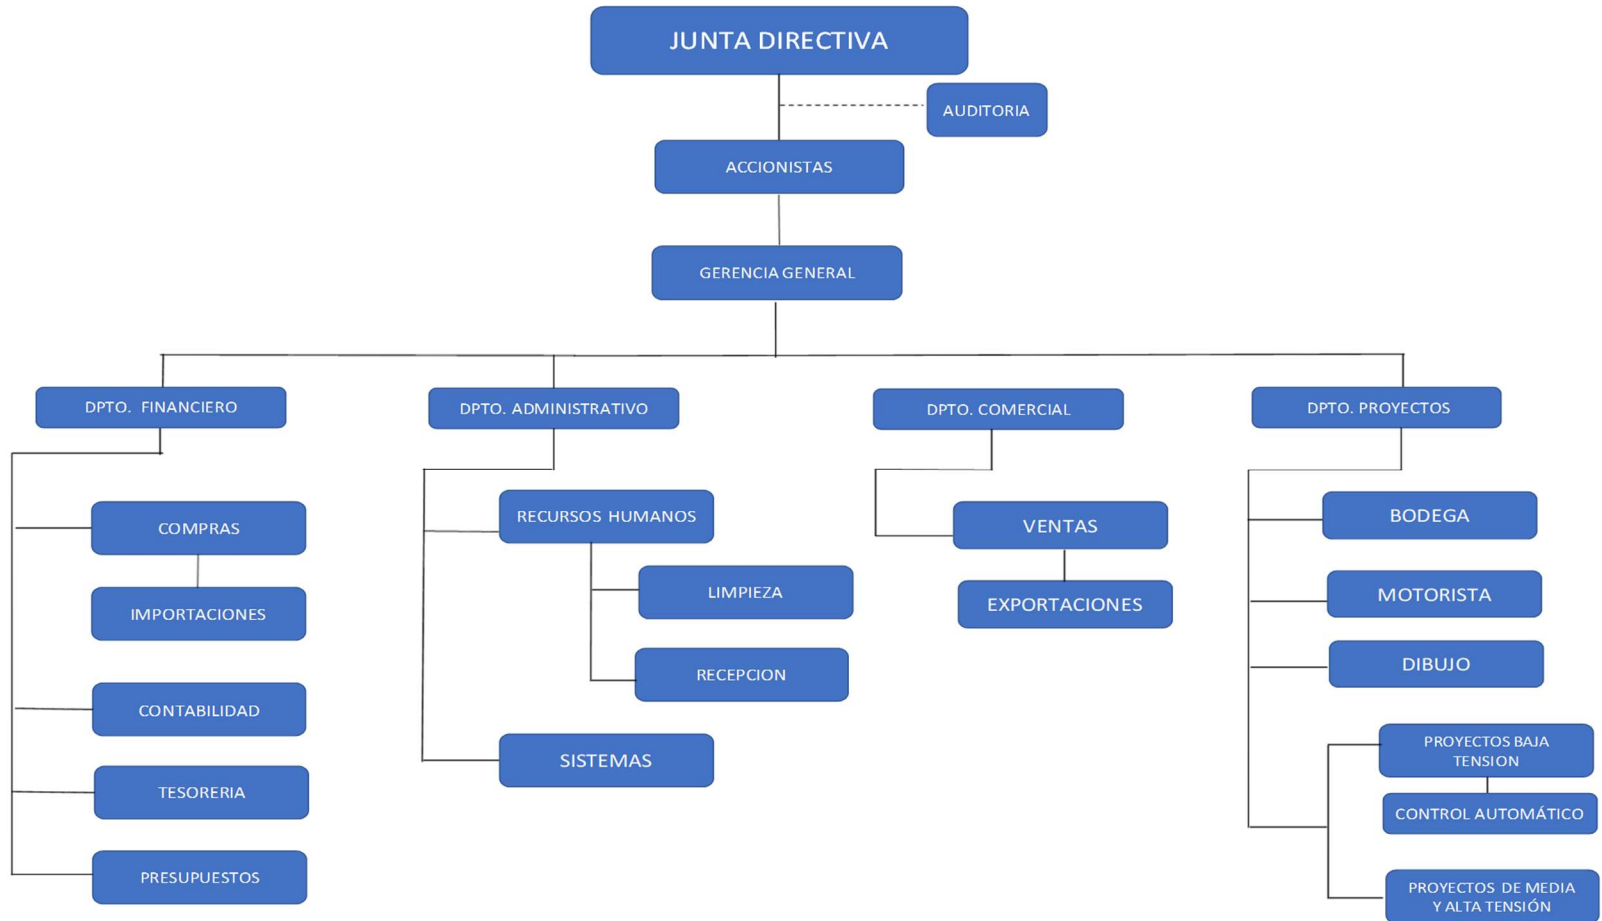 JUNTA DIRECTIVA
AUDITORIA
ACCIONISTAS
GERENCIA GENERAL
DPTO. FINANCIERO
DPTO. ADMINISTRATIVO
DPTO. COMERCIAL
DPTO. PROYECTOS
COMPRAS
IMPORTACIONES
CONTABILIDAD
TESORERIA
PRESUPUESTOS
RECURSOS HUMANOS
LIMPIEZA
RECEPCION
SISTEMAS
VENTAS
EXPORTACIONES
BODEGA
MOTORISTA
DIBUJO
PROYECTOS BAJA
TENSION
CONTROL AUTOMÁTICO
PROYECTOS DE MEDIA
Y ALTA TENSIÓN